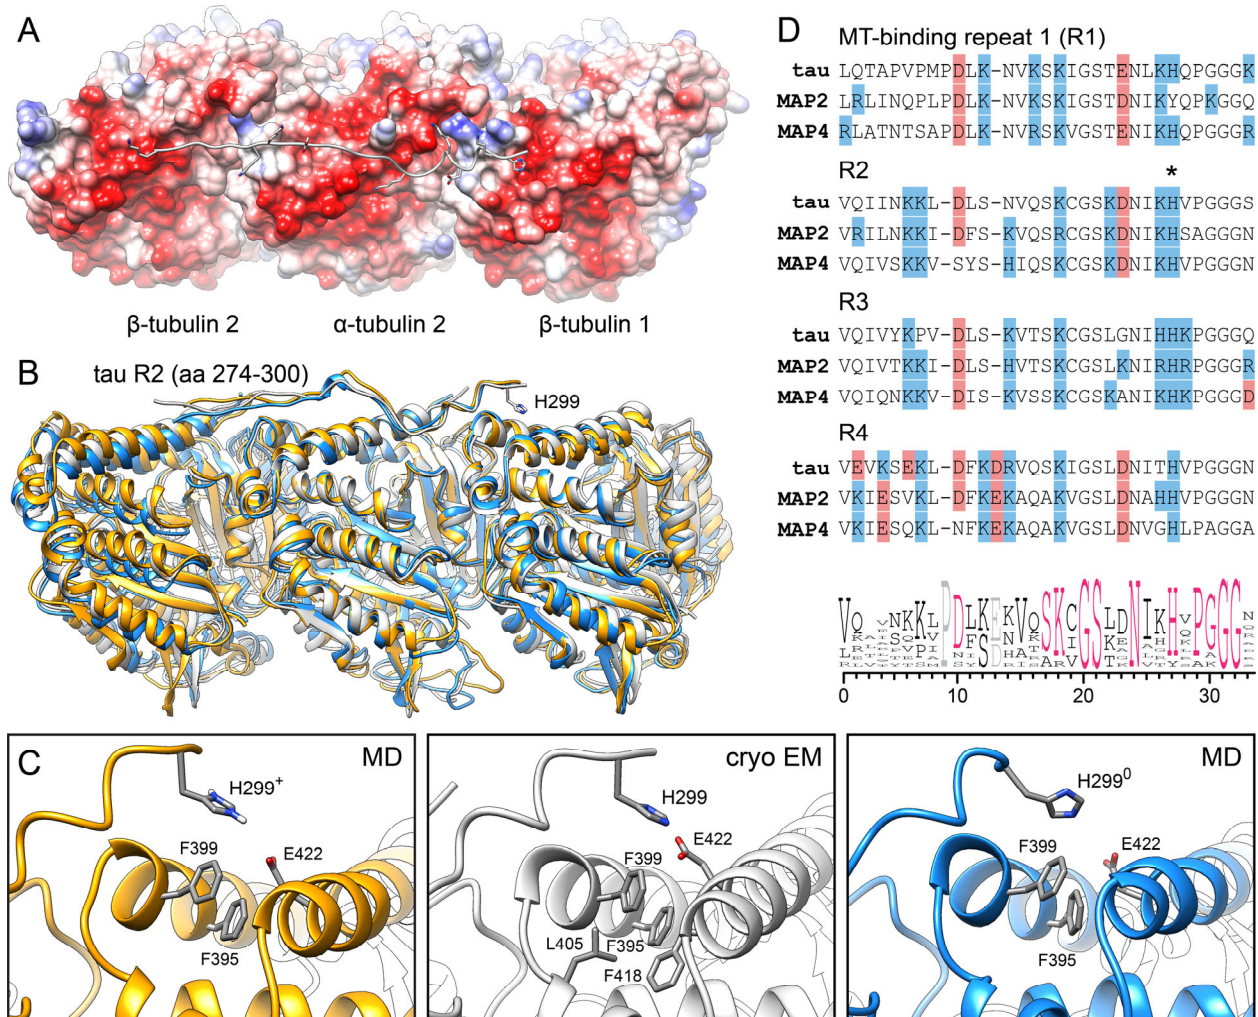 A
β-tubulin 2
α-tubulin 2
β-tubulin 1
B
tau R2 (aa 274-300)
H299
C
MD
H299+
F399
E422
F395
cryo EM
H299
E422
F399
L405
F395
F418
MD
H299⁰
F399
E422
F395
D
MT-binding repeat 1 (R1)
tau LQTAPVPMPDLK-NVKSKIGSTENLKHQPGGGK
MAP2 LRLINQPLPDLK-NVKSKIGSTDNIKYQPKGGQ
MAP4 RLATNTSAPDLK-NVRSKVGSTENIKHQPGGGR
R2
*
tau VQIINKKL-DLS-NVQSKCGSKDNIKHVPGGGS
MAP2 VRILNKKI-DFS-KVQSRCGSKDNIKHSAGGGN
MAP4 VQIVSKKV-SYS-HIQSKCGSKDNIKHVPGGGN
R3
tau VQIVYKPV-DLS-KVTSKCGSLGNIHHKPGGGQ
MAP2 VQIVTKKI-DLS-HVTSKCGSLKNIRHRPGGGR
MAP4 VQIQNKKV-DIS-KVSSKCGSKANIKHKPGGGD
R4
tau VEVKSEKL-DFKDRVQSKIGSLDNITHVPGGGN
MAP2 VKIESVKL-DFKEKAQAKVGSLDNAHHVPGGGN
MAP4 VKIESQKL-NFKEKAQAKVGSLDNVGHLPAGGA
0 10 20 30